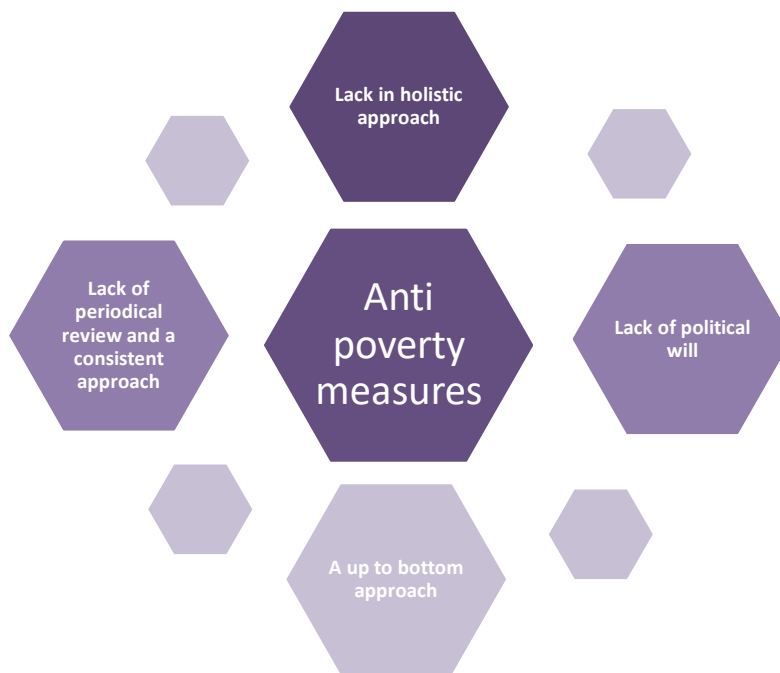 Lack in holistic
approach
Lack of
periodical
review and a
consistent
approach
Anti
poverty
measures
Lack of political
will
A up to bottom
approach